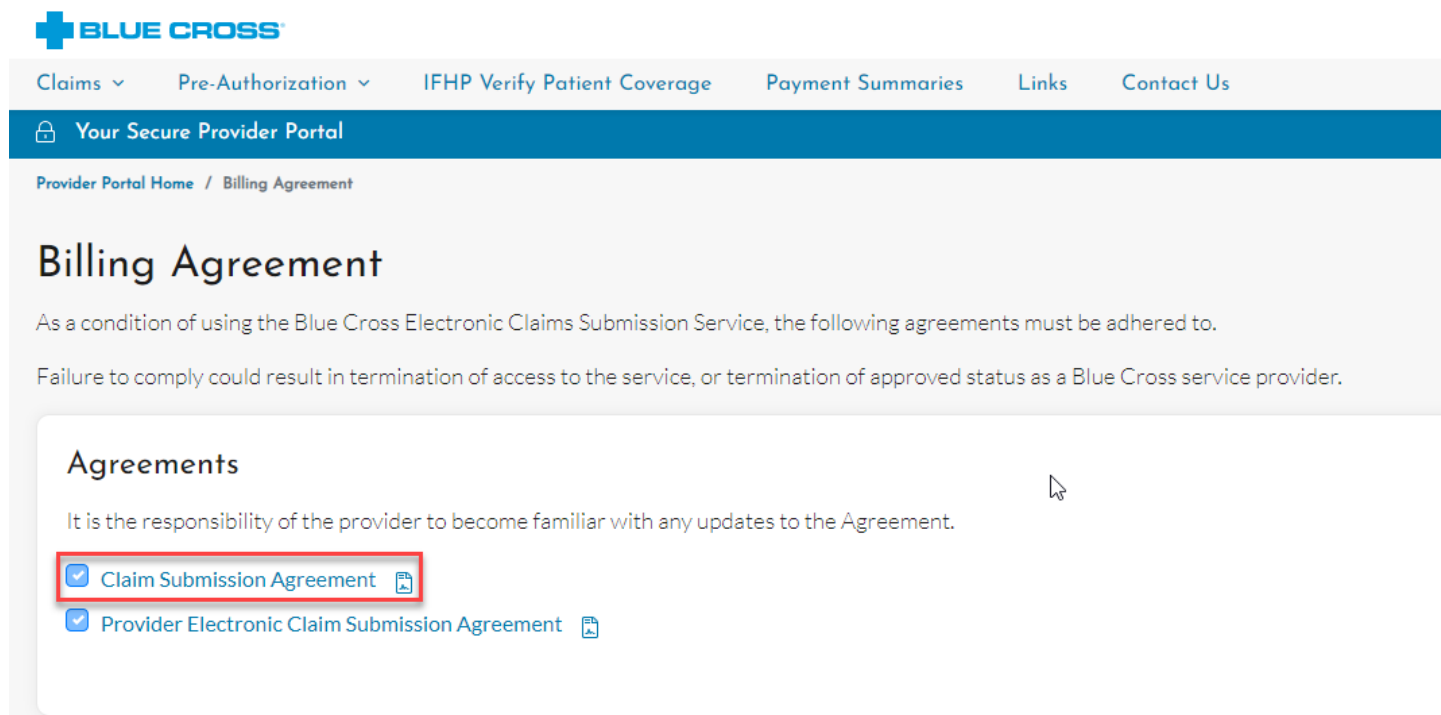 BLUE CROSS®
Claims Pre-Authorization IFHP Verify Patient Coverage Payment Summaries Links Contact Us
Your Secure Provider Portal
Provider Portal Home / Billing Agreement
Billing Agreement
As a condition of using the Blue Cross Electronic Claims Submission Service, the following agreements must be adhered to.
Failure to comply could result in termination of access to the service, or termination of approved status as a Blue Cross service provider.
Agreements
It is the responsibility of the provider to become familiar with any updates to the Agreement.
Claim Submission Agreement
Provider Electronic Claim Submission Agreement